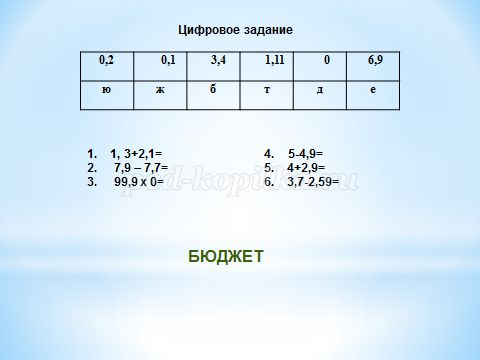 Цифровое задание
0,2 0,1 3,4 1,11 0 6,9
ю ж б т д е
1. 1, 3+2,1=
2. 7,9 – 7,7=
3. 99,9 х 0=
4. 5-4,9=
5. 4+2,9=
6. 3,7-2,59=
БЮДЖЕТ